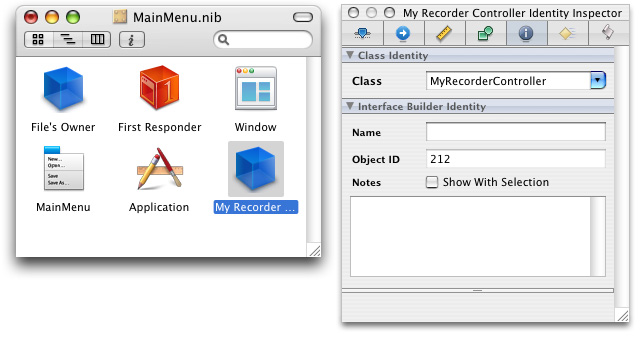 MainMenu.nib
File's Owner
First Responder
1
Window
New...
Open...
Save
Save As...
MainMenu
Application
My Recorder ...
My Recorder Controller Identity Inspector
Class Identity
Class MyRecorderController
Interface Builder Identity
Name
Object ID 212
Notes Show With Selection